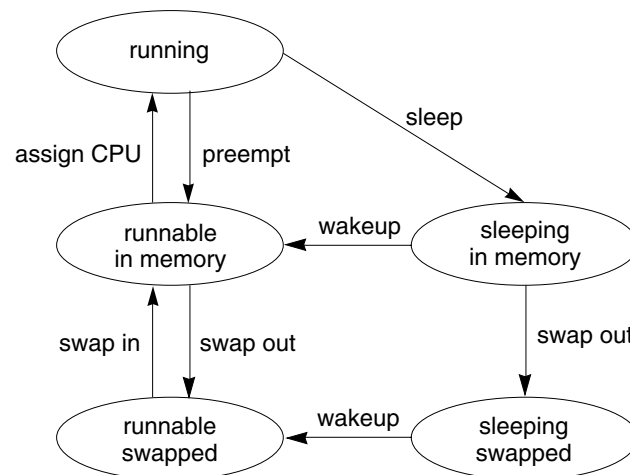 running
sleep
assign CPU
preempt
runnable
in memory
wakeup
sleeping
in memory
swap in
swap out
swap out
runnable
swapped
wakeup
sleeping
swapped